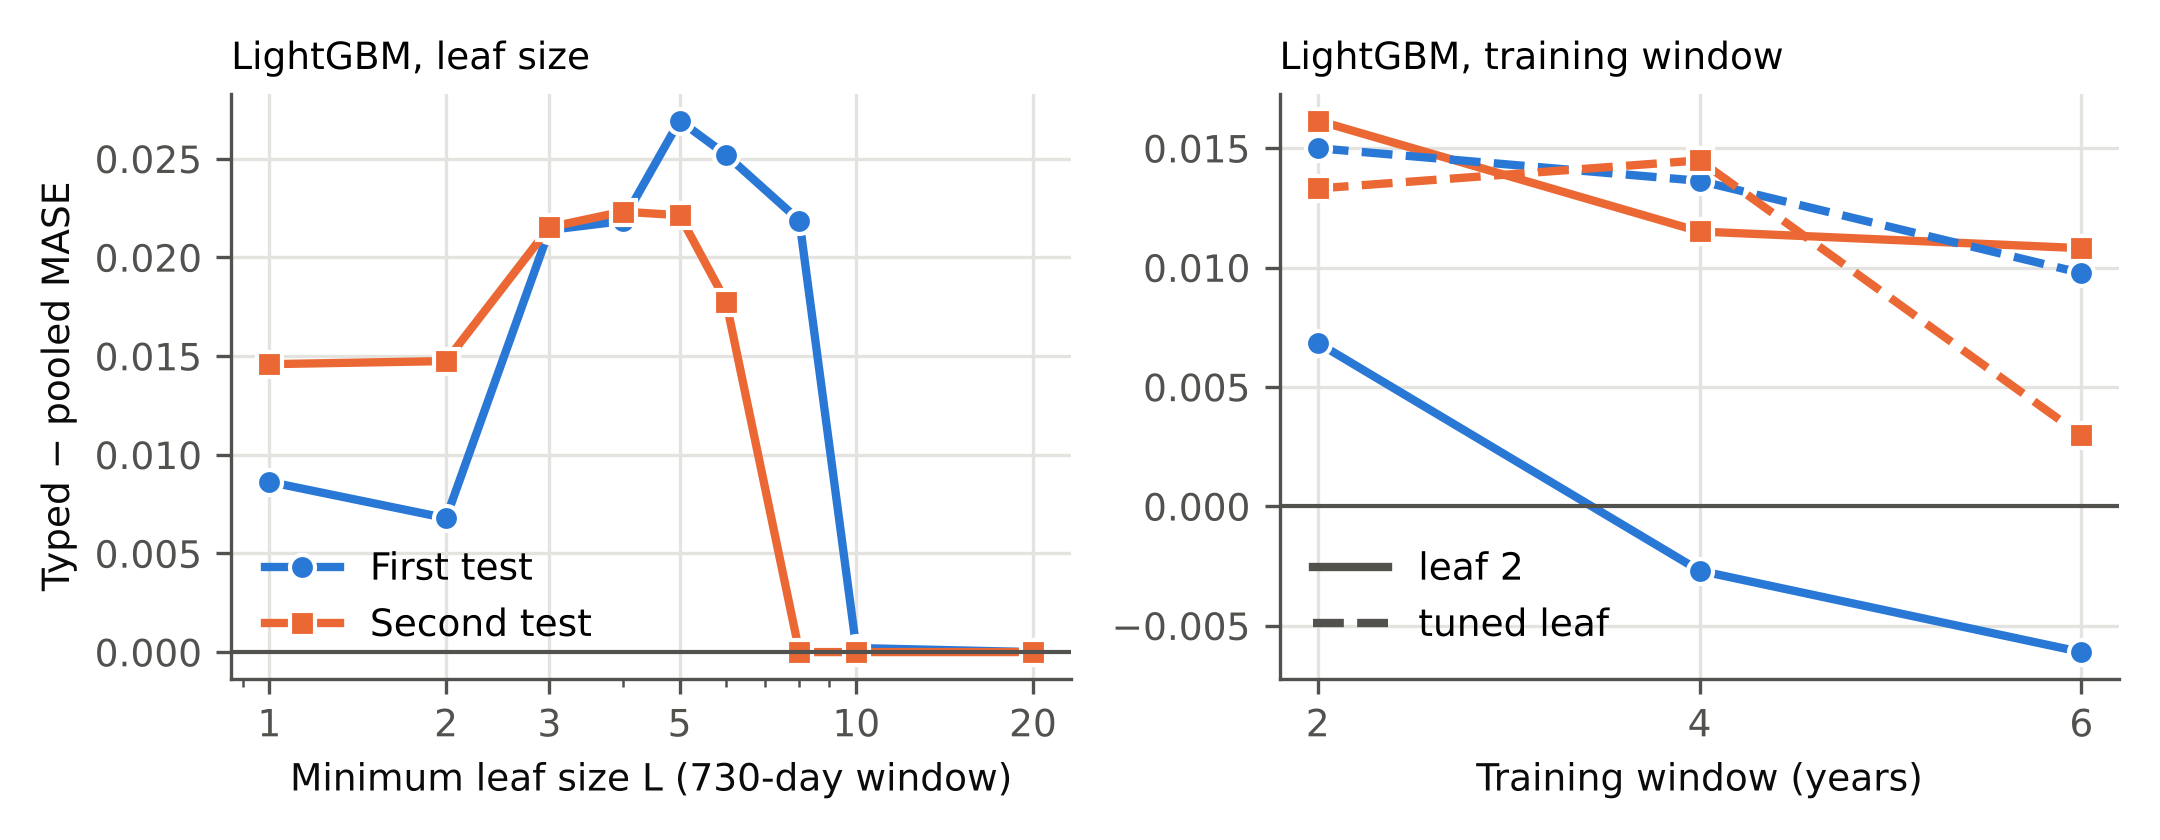 LightGBM, leaf size
Typed − pooled MASE
0.025
0.020
0.015
0.010
0.005
0.000
First test
Second test
1 2 3 5 10 20
Minimum leaf size L (730-day window)
LightGBM, training window
0.015
0.010
0.005
0.000
−0.005
leaf 2
tuned leaf
2 4 6
Training window (years)